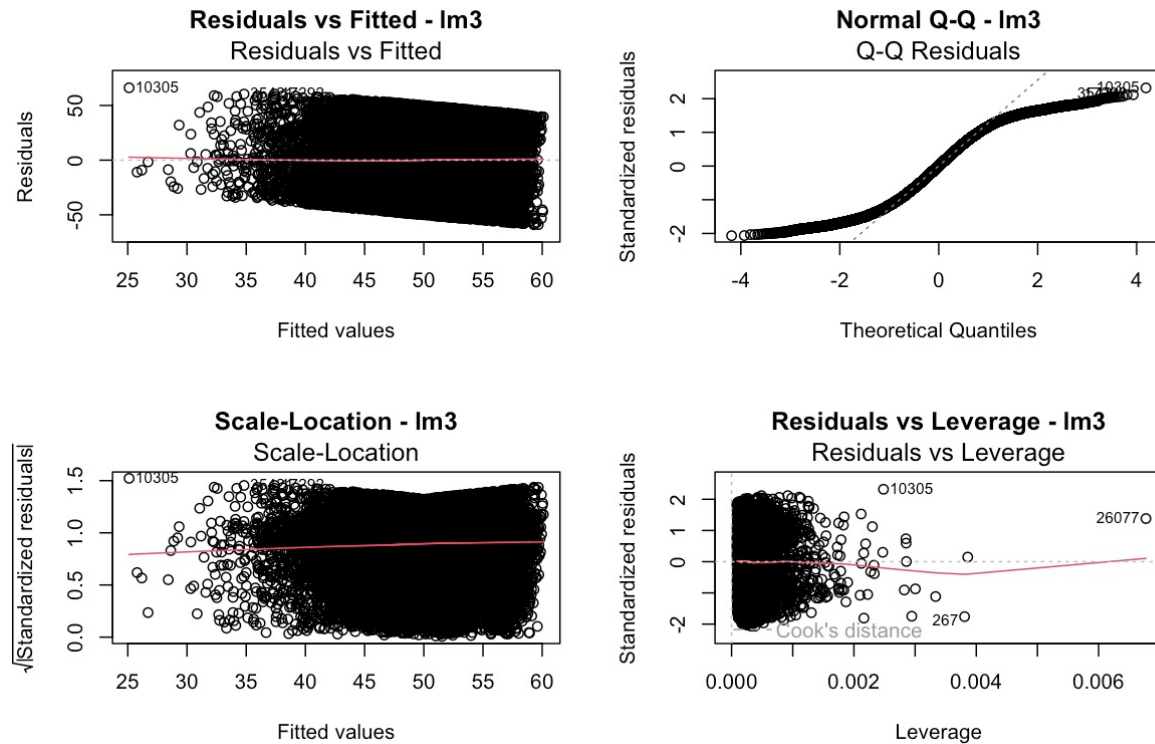 Residuals vs Fitted - lm3
Residuals vs Fitted
10305
Residuals
50
0
-50
25 30 35 40 45 50 55 60
Fitted values
Normal Q-Q - lm3
Q-Q Residuals
10305
Standardized residuals
2
1
0
-2
-4 -2 0 2 4
Theoretical Quantiles
Scale-Location - lm3
Scale-Location
10305
√|Standardized residuals|
1.5
1.0
0.5
0.0
25 30 35 40 45 50 55 60
Fitted values
Residuals vs Leverage - lm3
Residuals vs Leverage
10305
26077
267
Cook's distance
Standardized residuals
2
1
0
-2
0.000 0.002 0.004 0.006
Leverage